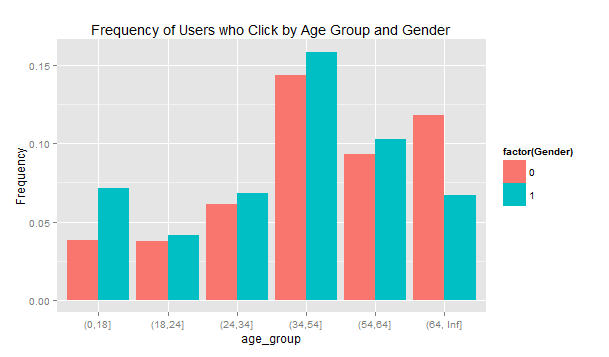 Frequency of Users who Click by Age Group and Gender
Frequency
0.15
0.10
0.05
0.00
(0,18]
(18,24]
(24,34]
(34,54]
(54,64]
(64, Inf]
age_group
factor(Gender)
0
1